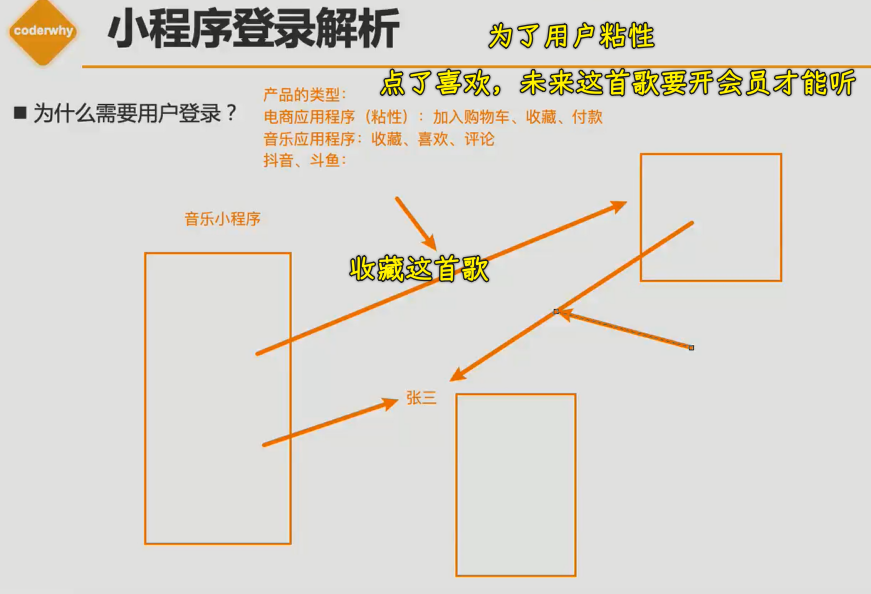 coderwhy
小程序登录解析
为了用户粘性
点了喜欢，未来这首歌要开会员才能听
■ 为什么需要用户登录？
产品的类型：
电商应用程序（粘性）：加入购物车、收藏、付款
音乐应用程序：收藏、喜欢、评论
抖音、斗鱼：
音乐小程序
收藏这首歌
张三